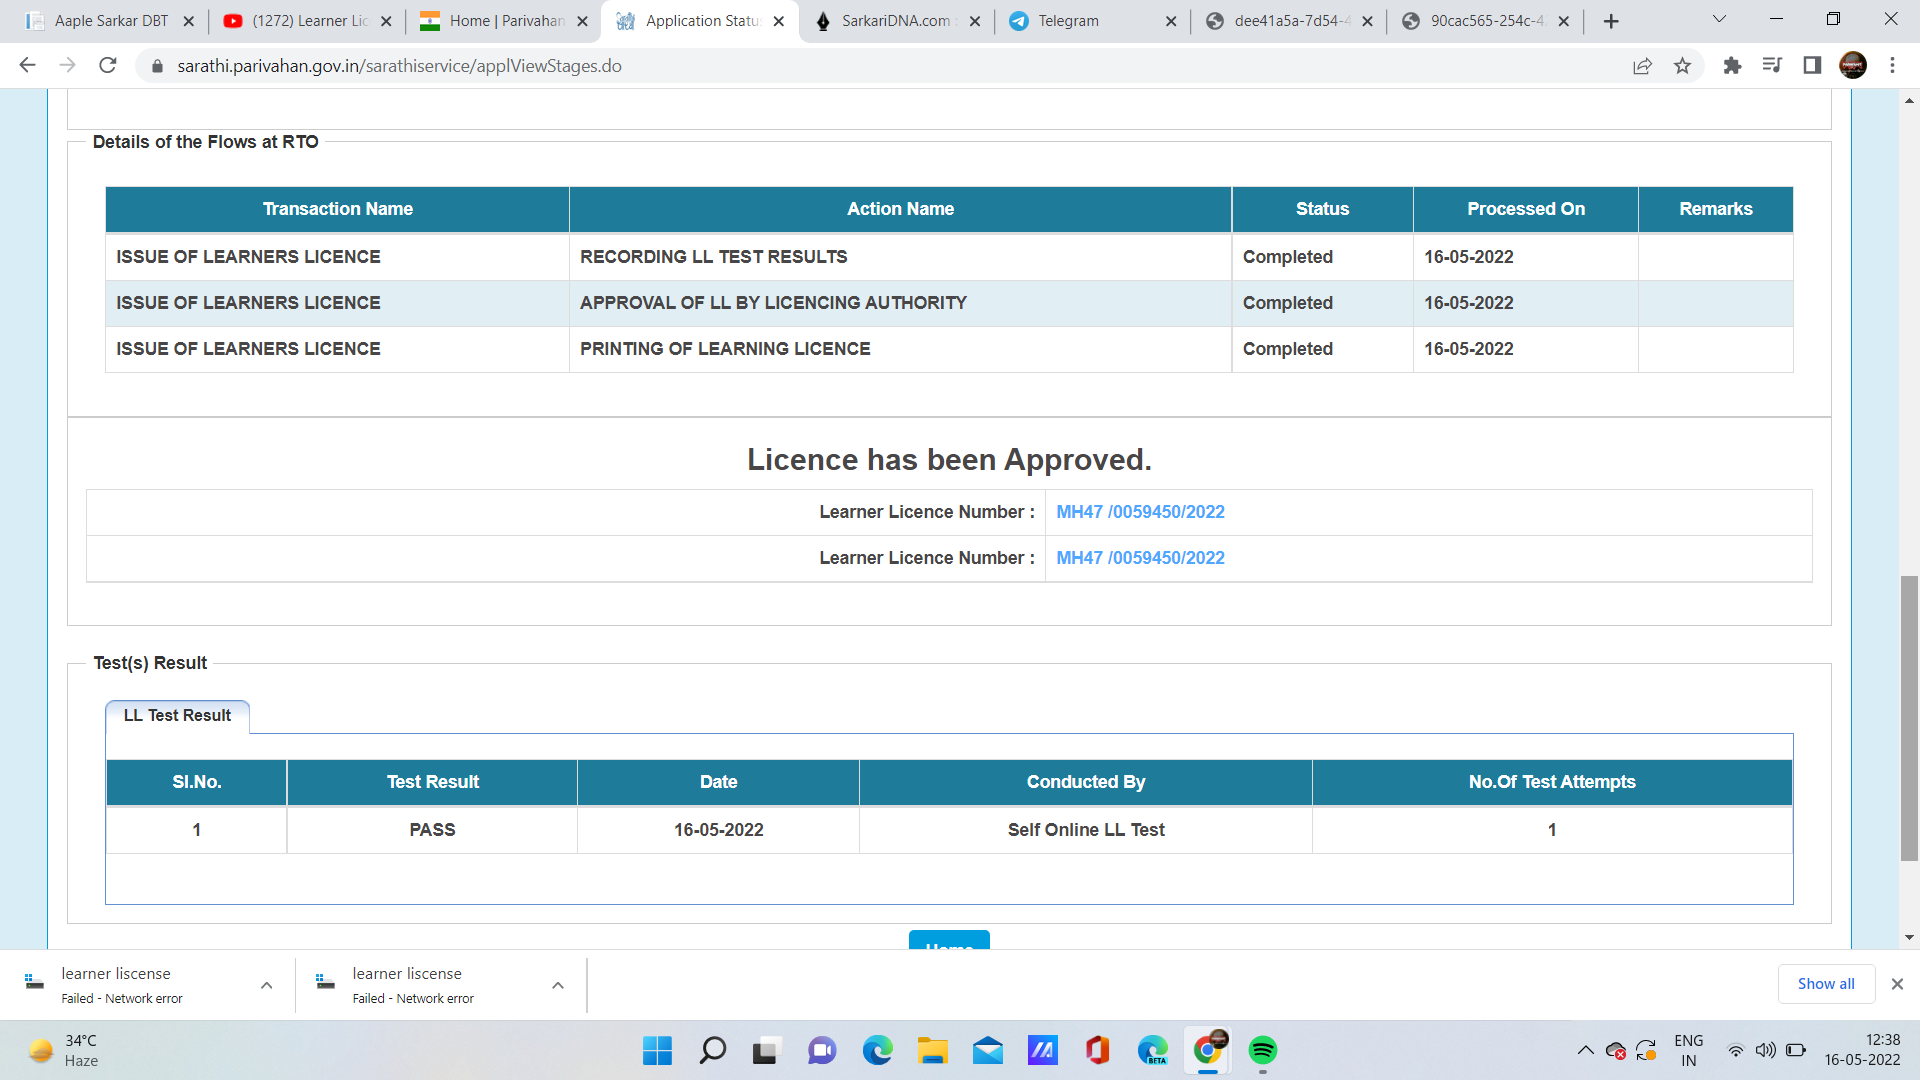 Aaple Sarkar DBT
(1272) Learner Lic
Home | Parivahan
Application Statu
SarkariDNA.com
Telegram
dee41a5a-7d54-4
90cac565-254c-4
sarathi.parivahan.gov.in/sarathiservice/applViewStages.do
Details of the Flows at RTO
Transaction Name Action Name Status Processed On Remarks
ISSUE OF LEARNERS LICENCE RECORDING LL TEST RESULTS Completed 16-05-2022
ISSUE OF LEARNERS LICENCE APPROVAL OF LL BY LICENCING AUTHORITY Completed 16-05-2022
ISSUE OF LEARNERS LICENCE PRINTING OF LEARNING LICENCE Completed 16-05-2022
Licence has been Approved.
Learner Licence Number : MH47 /0059450/2022
Learner Licence Number : MH47 /0059450/2022
Test(s) Result
LL Test Result
Sl.No. Test Result Date Conducted By No.Of Test Attempts
1 PASS 16-05-2022 Self Online LL Test 1
Home
learner liscense
Failed - Network error
learner liscense
Failed - Network error
Show all
34°C
Haze
BETA
ENG
IN
12:38
16-05-2022